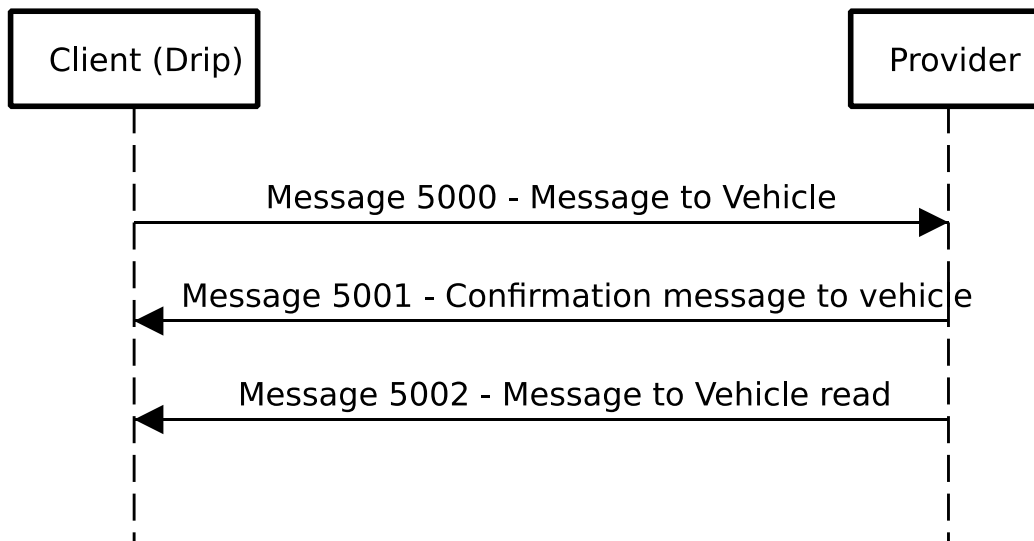 Client (Drip)
Provider
Message 5000 - Message to Vehicle
Message 5001 - Confirmation message to vehicle
Message 5002 - Message to Vehicle read